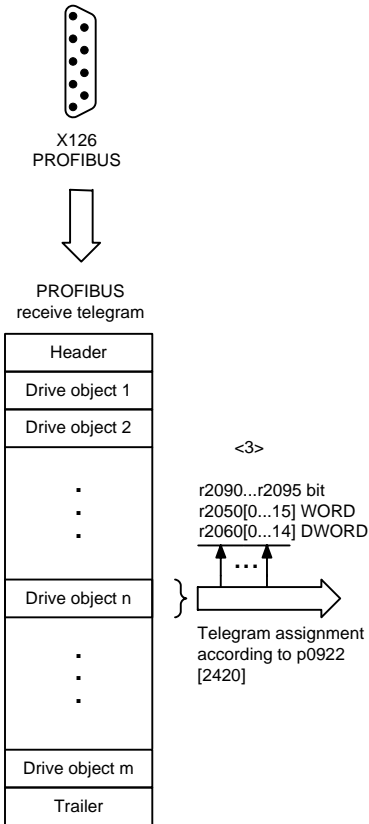 X126
PROFIBUS
PROFIBUS
receive telegram
Header
Drive object 1
Drive object 2
<3>
r2090...r2095 bit
r2050[0...15] WORD
r2060[0...14] DWORD
...
Drive object n
Telegram assignment
according to p0922
[2420]
Drive object m
Trailer